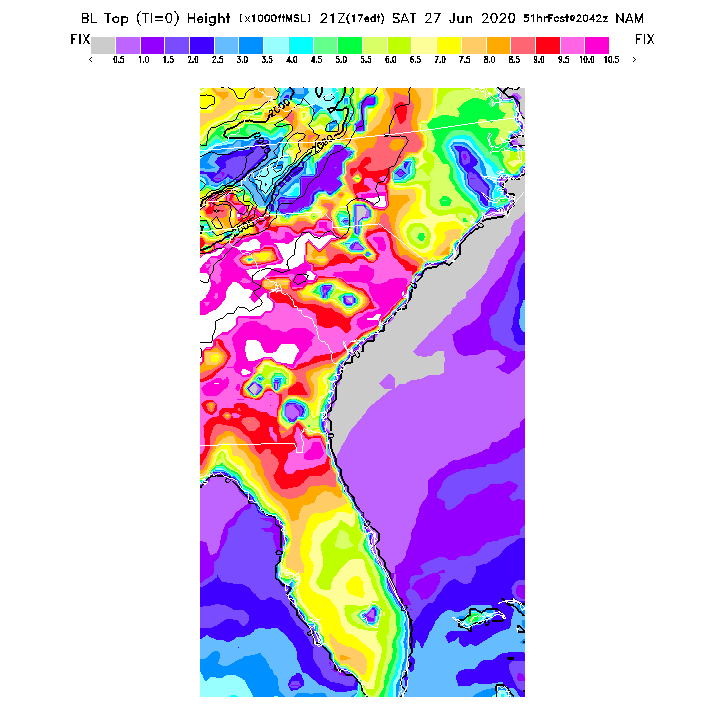 BL Top (TI=0) Height [x1000ftMSL] 21Z(17edt) SAT 27 Jun 2020 51hrFcst@2042z NAM
FIX FIX
< 0.5 1.0 1.5 2.0 2.5 3.0 3.5 4.0 4.5 5.0 5.5 6.0 6.5 7.0 7.5 8.0 8.5 9.0 9.5 10.0 10.5 >
2000
2000